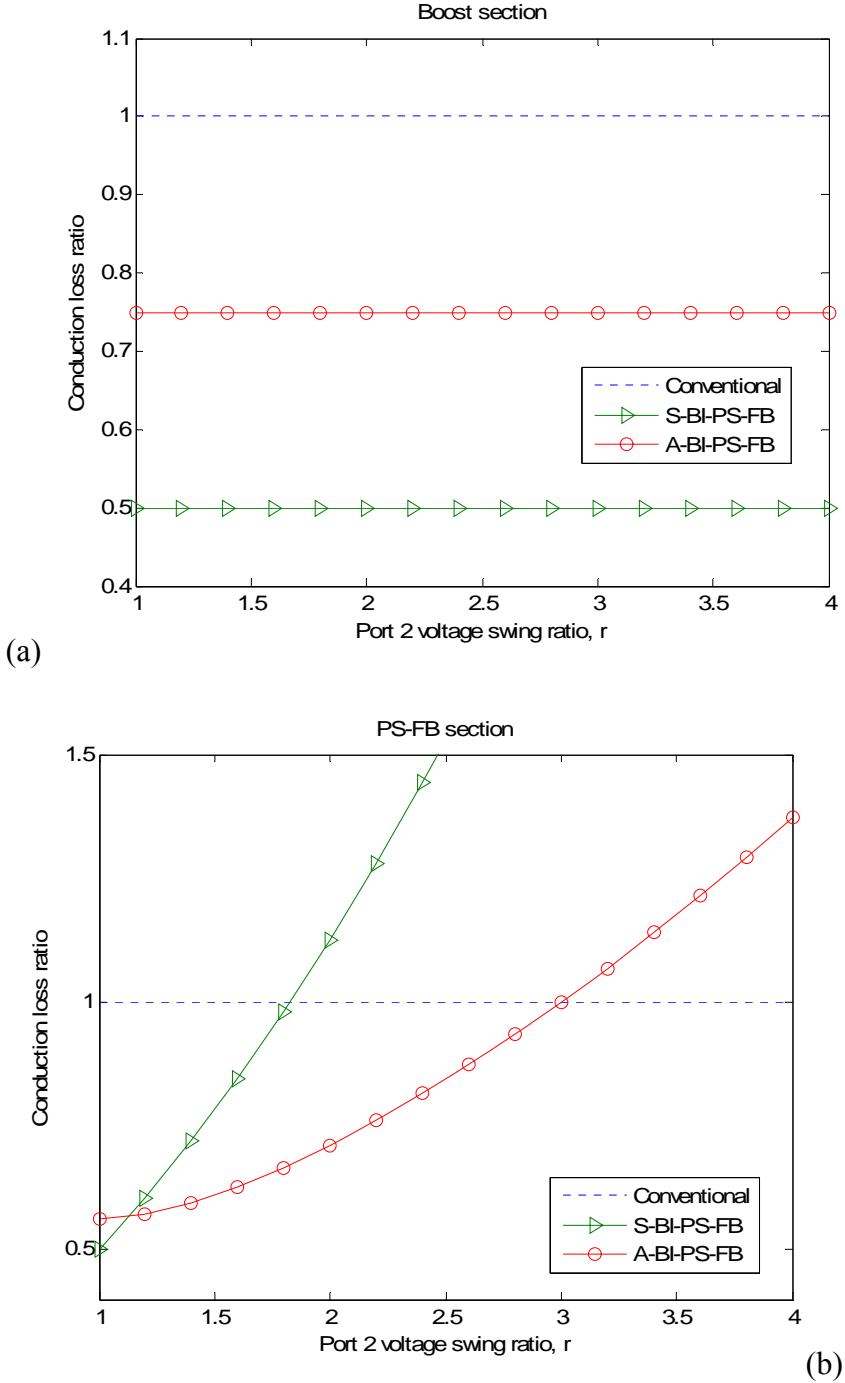 Boost section
1.1
1
0.9
0.8
0.7
0.6
0.5
0.4
Conduction loss ratio
Conventional
S-BI-PS-FB
A-BI-PS-FB
1 1.5 2 2.5 3 3.5 4
Port 2 voltage swing ratio, r
(a)
PS-FB section
1.5
1
0.5
Conduction loss ratio
Conventional
S-BI-PS-FB
A-BI-PS-FB
1 1.5 2 2.5 3 3.5 4
Port 2 voltage swing ratio, r
(b)